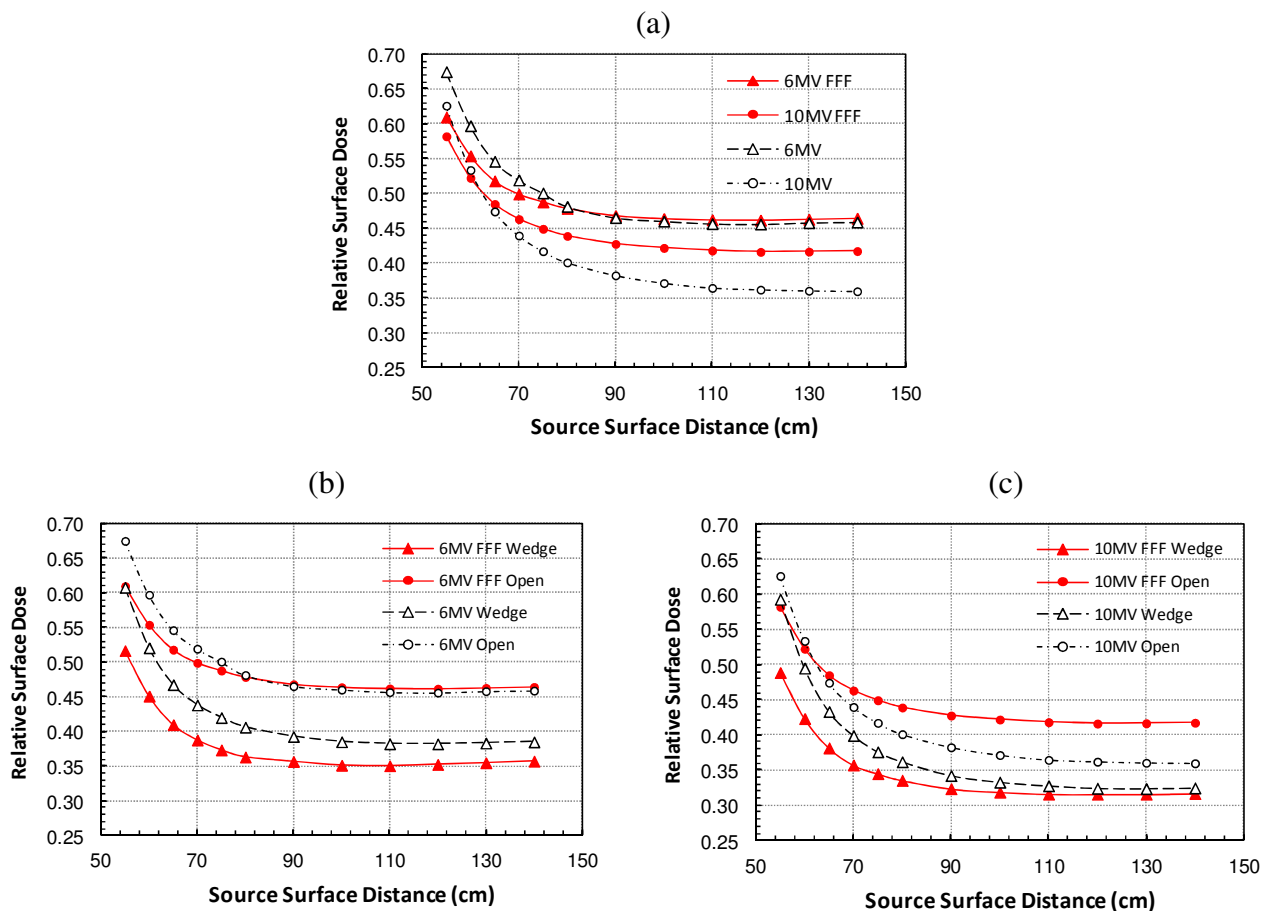 (a)
0.70
0.65
0.60
0.55
0.50
0.45
0.40
0.35
0.30
0.25
Relative Surface Dose
6MV FFF
10MV FFF
6MV
10MV
50 70 90 110 130 150
Source Surface Distance (cm)
(b)
0.70
0.65
0.60
0.55
0.50
0.45
0.40
0.35
0.30
0.25
Relative Surface Dose
6MV FFF Wedge
6MV FFF Open
6MV Wedge
6MV Open
50 70 90 110 130 150
Source Surface Distance (cm)
(c)
0.70
0.65
0.60
0.55
0.50
0.45
0.40
0.35
0.30
0.25
Relative Surface Dose
10MV FFF Wedge
10MV FFF Open
10MV Wedge
10MV Open
50 70 90 110 130 150
Source Surface Distance (cm)